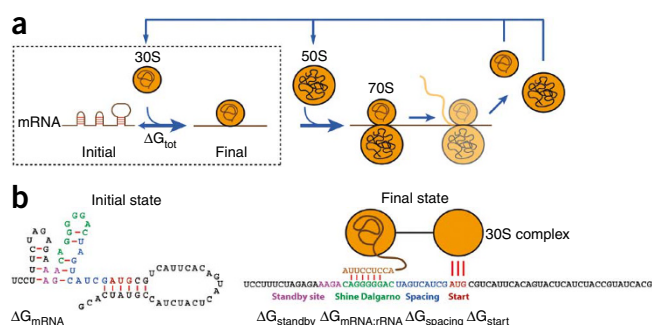 a
30S
50S
70S
mRNA
Initial
ΔGtot
Final
b
Initial state
Final state
30S complex
AUUCCUCCA
UCCUUUCUAGAGAAAGACAGGGGGACUAGUCAUCGAUGCGUCAUUCACAGUACUCAUCUACCGUAUCACG
Standby site Shine Dalgarno Spacing Start
ΔGmRNA
ΔGstandby ΔGmRNA:rRNA ΔGspacing ΔGstart